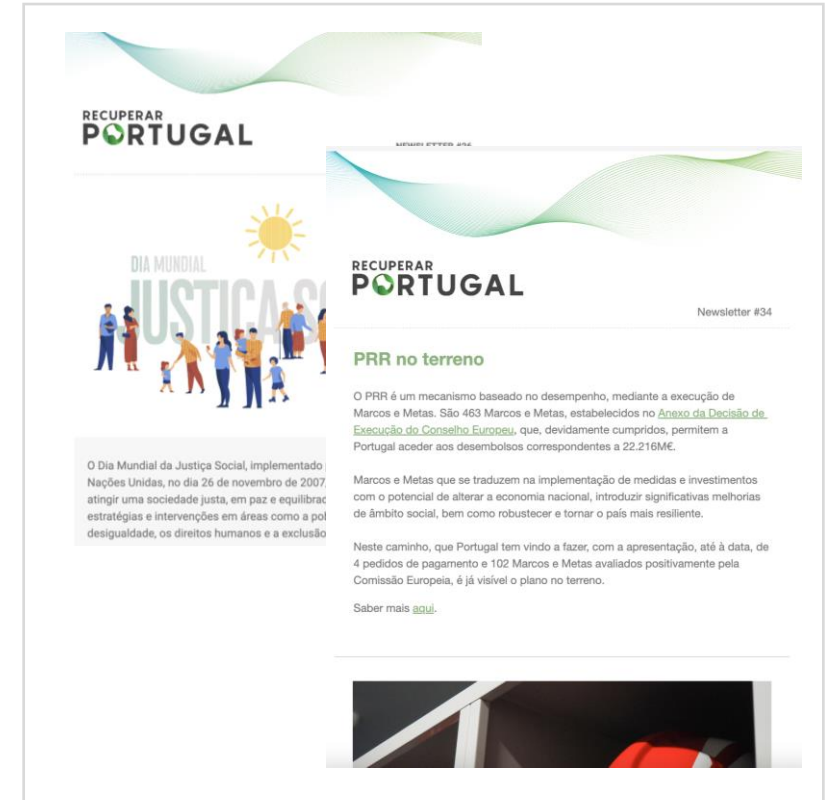 RECUPERAR
PORTUGAL
NEWSLETTER #36
DIA MUNDIAL
JUSTIÇA SO
O Dia Mundial da Justiça Social, implementado
Nações Unidas, no dia 26 de novembro de 2007,
atingir uma sociedade justa, em paz e equilibrac
estratégias e intervenções em áreas como a pol
desigualdade, os direitos humanos e a exclusão
RECUPERAR
PORTUGAL
Newsletter #34
PRR no terreno
O PRR é um mecanismo baseado no desempenho, mediante a execução de
Marcos e Metas. São 463 Marcos e Metas, estabelecidos no Anexo da Decisão de
Execução do Conselho Europeu, que, devidamente cumpridos, permitem a
Portugal aceder aos desembolsos correspondentes a 22.216M€.
Marcos e Metas que se traduzem na implementação de medidas e investimentos
com o potencial de alterar a economia nacional, introduzir significativas melhorias
de âmbito social, bem como robustecer e tornar o país mais resiliente.
Neste caminho, que Portugal tem vindo a fazer, com a apresentação, até à data, de
4 pedidos de pagamento e 102 Marcos e Metas avaliados positivamente pela
Comissão Europeia, é já visível o plano no terreno.
Saber mais aqui.